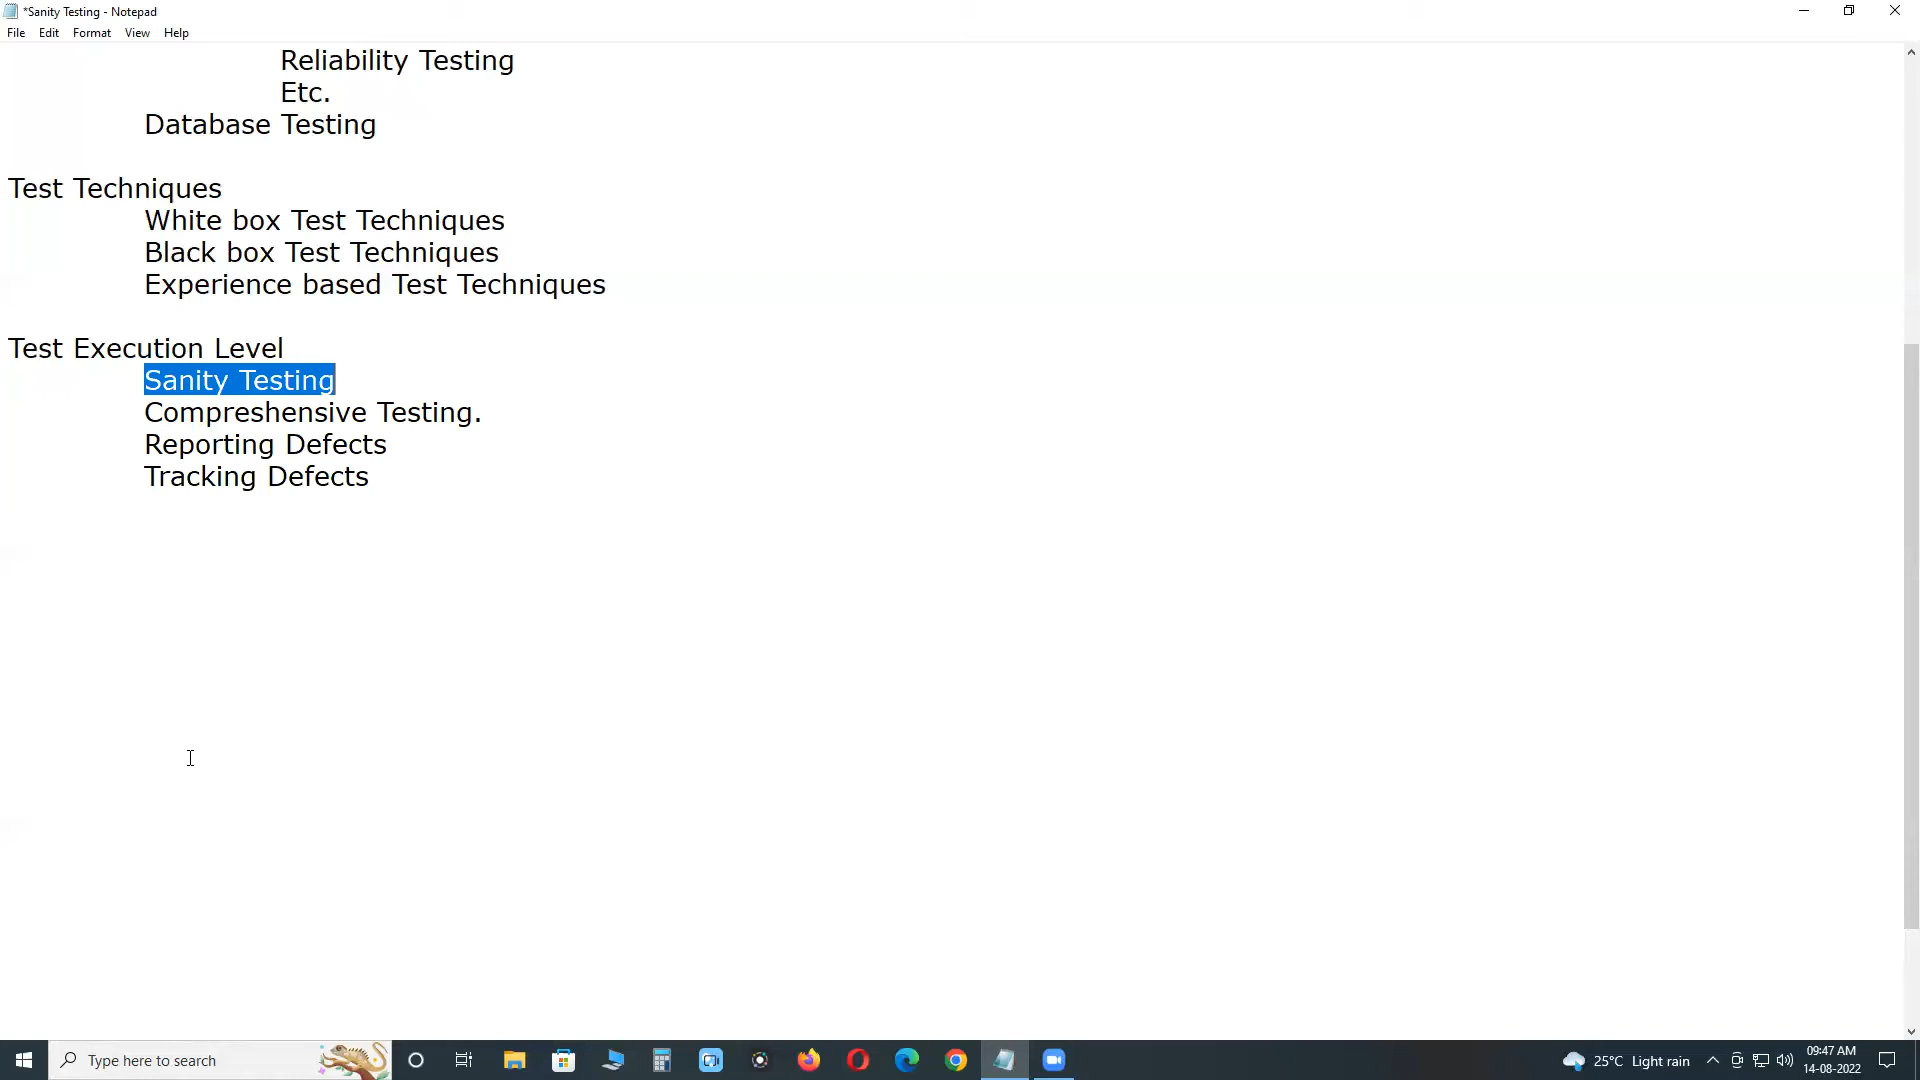 *Sanity Testing - Notepad
File Edit Format View Help
Reliability Testing
Etc.
Database Testing
Test Techniques
White box Test Techniques
Black box Test Techniques
Experience based Test Techniques
Test Execution Level
Sanity Testing
Compreshensive Testing.
Reporting Defects
Tracking Defects
Type here to search
25°C Light rain
09:47 AM
14-08-2022